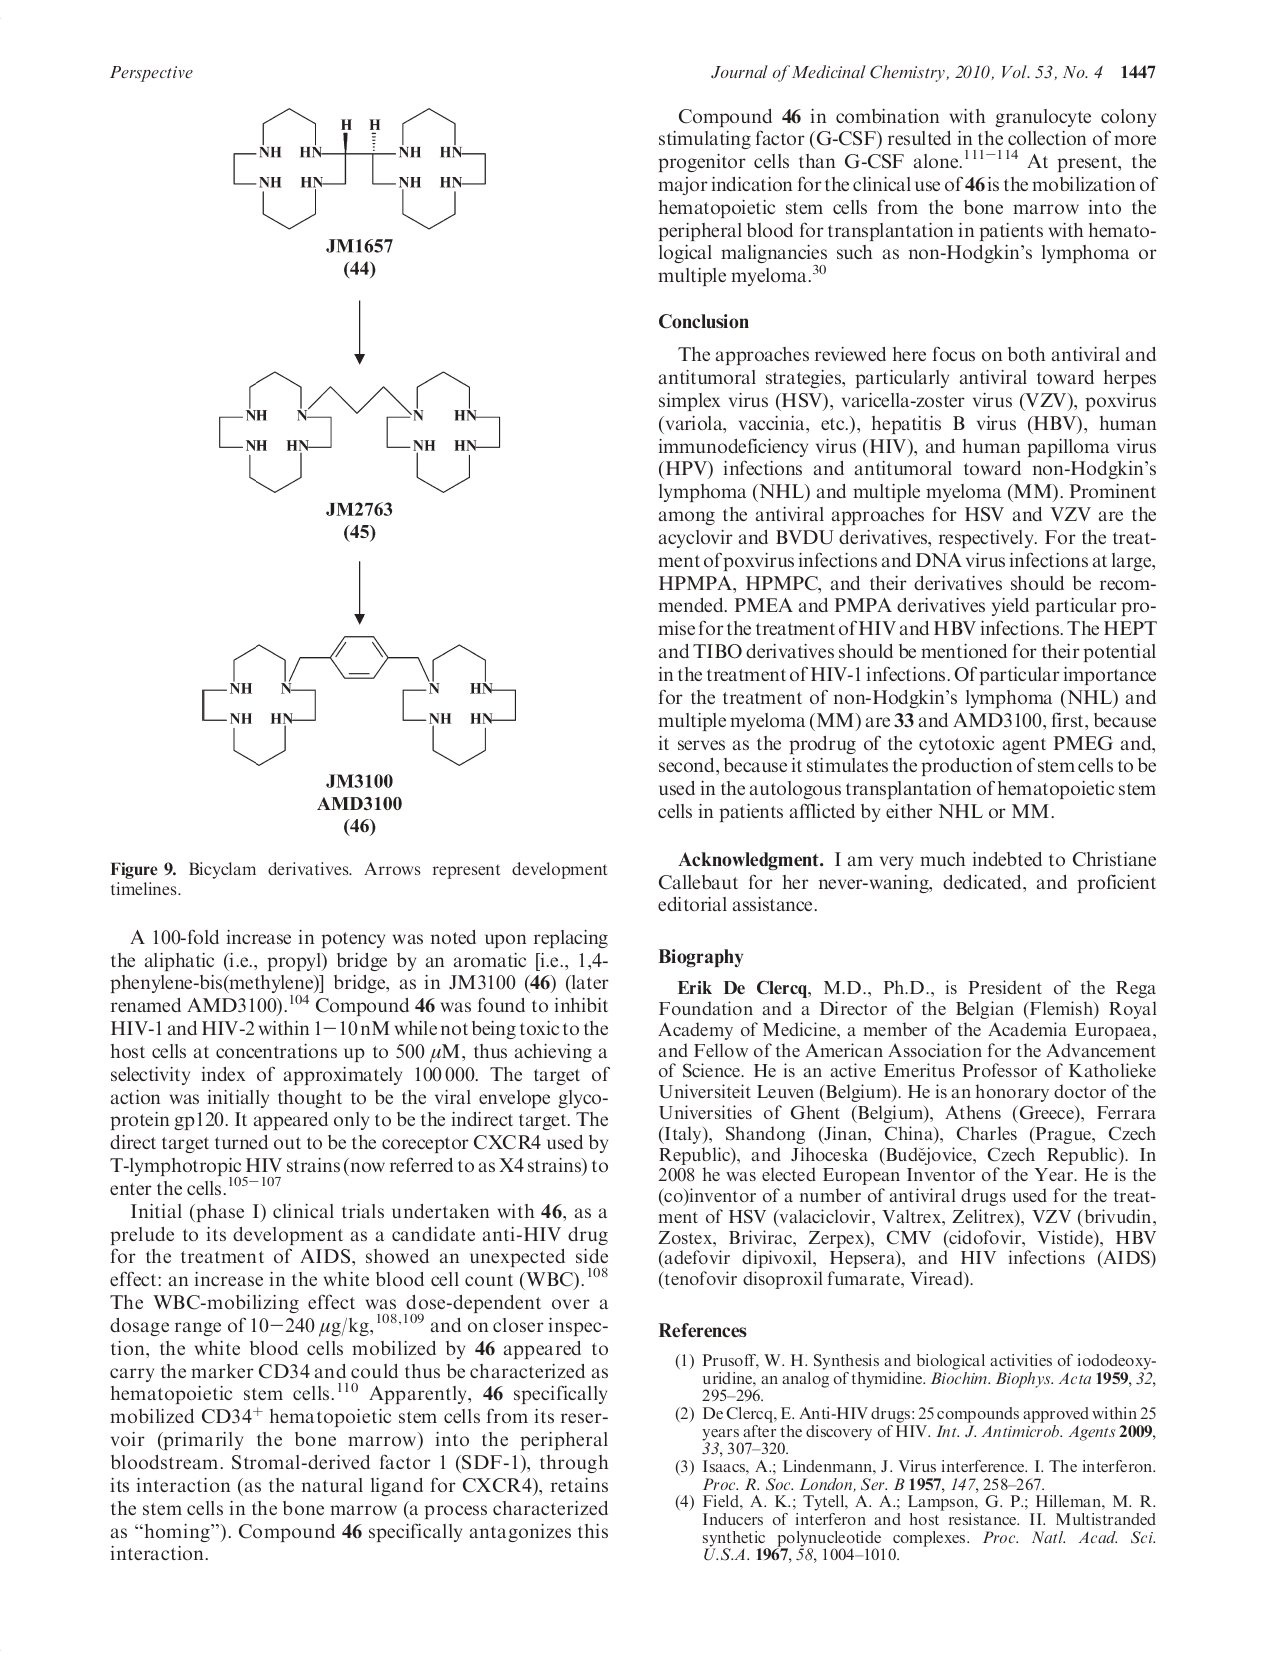 Perspective
Journal of Medicinal Chemistry, 2010, Vol. 53, No. 4 1447
H H
NH HN NH HN
NH HN NH HN
JM1657
(44)
NH N N HN
NH HN NH HN
JM2763
(45)
NH N N HN
NH HN NH HN
JM3100
AMD3100
(46)
Figure 9. Bicyclam derivatives. Arrows represent development
timelines.
A 100-fold increase in potency was noted upon replacing
the aliphatic (i.e., propyl) bridge by an aromatic [i.e., 1,4-
phenylene-bis(methylene)] bridge, as in JM3100 (46) (later
renamed AMD3100).104 Compound 46 was found to inhibit
HIV-1 and HIV-2 within 1−10 nM while not being toxic to the
host cells at concentrations up to 500 μM, thus achieving a
selectivity index of approximately 100 000. The target of
action was initially thought to be the viral envelope glyco-
protein gp120. It appeared only to be the indirect target. The
direct target turned out to be the coreceptor CXCR4 used by
T-lymphotropic HIV strains (now referred to as X4 strains) to
enter the cells.105−107
Initial (phase I) clinical trials undertaken with 46, as a
prelude to its development as a candidate anti-HIV drug
for the treatment of AIDS, showed an unexpected side
effect: an increase in the white blood cell count (WBC).108
The WBC-mobilizing effect was dose-dependent over a
dosage range of 10−240 μg/kg,108,109 and on closer inspec-
tion, the white blood cells mobilized by 46 appeared to
carry the marker CD34 and could thus be characterized as
hematopoietic stem cells.110 Apparently, 46 specifically
mobilized CD34+ hematopoietic stem cells from its reser-
voir (primarily the bone marrow) into the peripheral
bloodstream. Stromal-derived factor 1 (SDF-1), through
its interaction (as the natural ligand for CXCR4), retains
the stem cells in the bone marrow (a process characterized
as “homing”). Compound 46 specifically antagonizes this
interaction.
Compound 46 in combination with granulocyte colony
stimulating factor (G-CSF) resulted in the collection of more
progenitor cells than G-CSF alone.111−114 At present, the
major indication for the clinical use of 46 is the mobilization of
hematopoietic stem cells from the bone marrow into the
peripheral blood for transplantation in patients with hemato-
logical malignancies such as non-Hodgkin’s lymphoma or
multiple myeloma.30
Conclusion
The approaches reviewed here focus on both antiviral and
antitumoral strategies, particularly antiviral toward herpes
simplex virus (HSV), varicella-zoster virus (VZV), poxvirus
(variola, vaccinia, etc.), hepatitis B virus (HBV), human
immunodeficiency virus (HIV), and human papilloma virus
(HPV) infections and antitumoral toward non-Hodgkin’s
lymphoma (NHL) and multiple myeloma (MM). Prominent
among the antiviral approaches for HSV and VZV are the
acyclovir and BVDU derivatives, respectively. For the treat-
ment of poxvirus infections and DNA virus infections at large,
HPMPA, HPMPC, and their derivatives should be recom-
mended. PMEA and PMPA derivatives yield particular pro-
mise for the treatment of HIV and HBV infections. The HEPT
and TIBO derivatives should be mentioned for their potential
in the treatment of HIV-1 infections. Of particular importance
for the treatment of non-Hodgkin’s lymphoma (NHL) and
multiple myeloma (MM) are 33 and AMD3100, first, because
it serves as the prodrug of the cytotoxic agent PMEG and,
second, because it stimulates the production of stem cells to be
used in the autologous transplantation of hematopoietic stem
cells in patients afflicted by either NHL or MM.
Acknowledgment. I am very much indebted to Christiane
Callebaut for her never-waning, dedicated, and proficient
editorial assistance.
Biography
Erik De Clercq, M.D., Ph.D., is President of the Rega
Foundation and a Director of the Belgian (Flemish) Royal
Academy of Medicine, a member of the Academia Europaea,
and Fellow of the American Association for the Advancement
of Science. He is an active Emeritus Professor of Katholieke
Universiteit Leuven (Belgium). He is an honorary doctor of the
Universities of Ghent (Belgium), Athens (Greece), Ferrara
(Italy), Shandong (Jinan, China), Charles (Prague, Czech
Republic), and Jihoceska (Budějovice, Czech Republic). In
2008 he was elected European Inventor of the Year. He is the
(co)inventor of a number of antiviral drugs used for the treat-
ment of HSV (valaciclovir, Valtrex, Zelitrex), VZV (brivudin,
Zostex, Brivirac, Zerpex), CMV (cidofovir, Vistide), HBV
(adefovir dipivoxil, Hepsera), and HIV infections (AIDS)
(tenofovir disoproxil fumarate, Viread).
References
(1) Prusoff, W. H. Synthesis and biological activities of iododeoxy-
uridine, an analog of thymidine. Biochim. Biophys. Acta 1959, 32,
295–296.
(2) De Clercq, E. Anti-HIV drugs: 25 compounds approved within 25
years after the discovery of HIV. Int. J. Antimicrob. Agents 2009,
33, 307–320.
(3) Isaacs, A.; Lindenmann, J. Virus interference. I. The interferon.
Proc. R. Soc. London, Ser. B 1957, 147, 258–267.
(4) Field, A. K.; Tytell, A. A.; Lampson, G. P.; Hilleman, M. R.
Inducers of interferon and host resistance. II. Multistranded
synthetic polynucleotide complexes. Proc. Natl. Acad. Sci.
U.S.A. 1967, 58, 1004–1010.